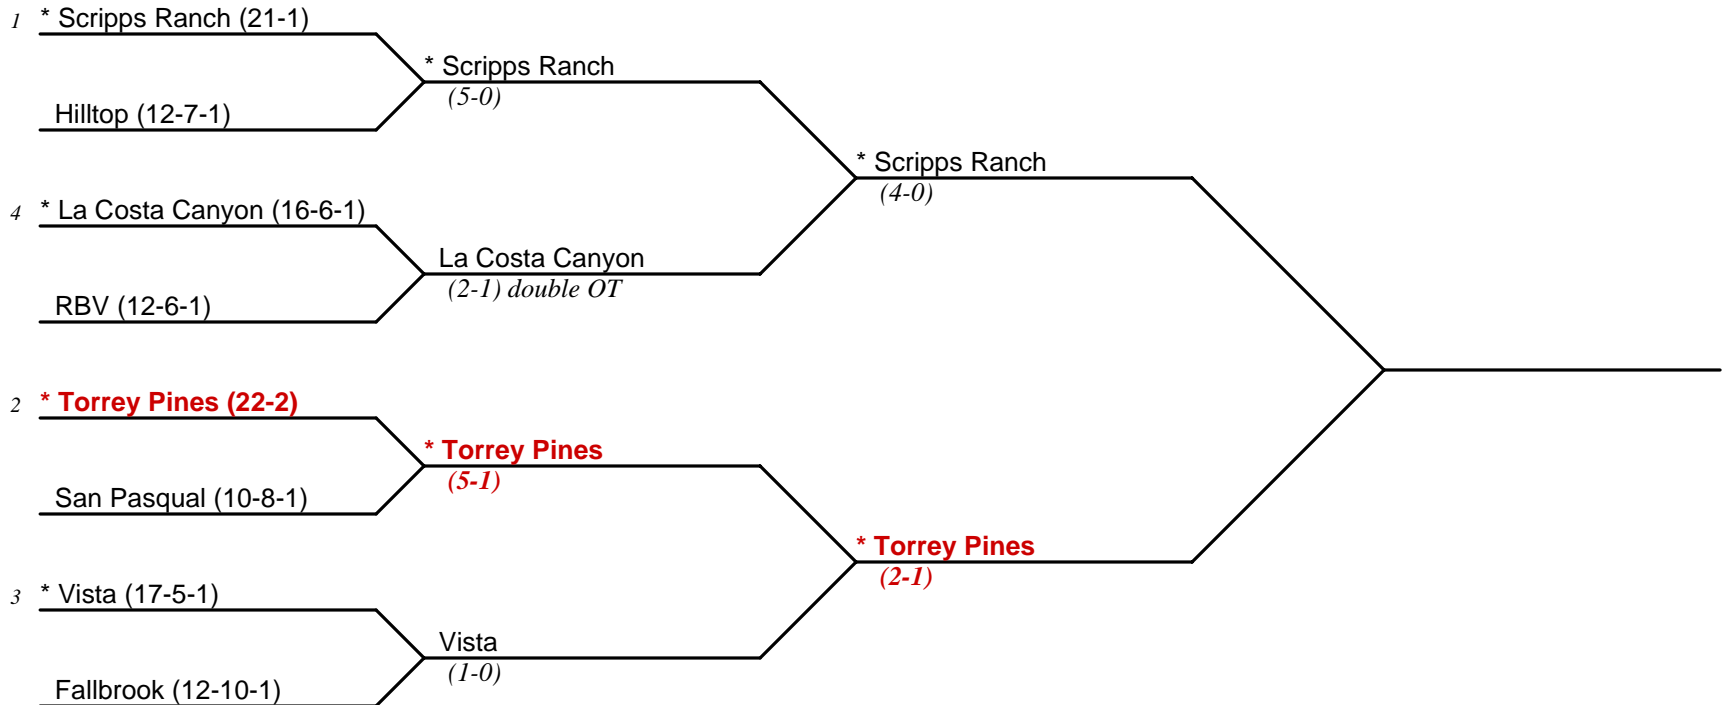 1 * Scripps Ranch (21-1)
Hilltop (12-7-1)
4 * La Costa Canyon (16-6-1)
RBV (12-6-1)
2 * Torrey Pines (22-2)
San Pasqual (10-8-1)
3 * Vista (17-5-1)
Fallbrook (12-10-1)
* Scripps Ranch
(5-0)
La Costa Canyon
(2-1) double OT
* Torrey Pines
(5-1)
Vista
(1-0)
* Scripps Ranch
(4-0)
* Torrey Pines
(2-1)